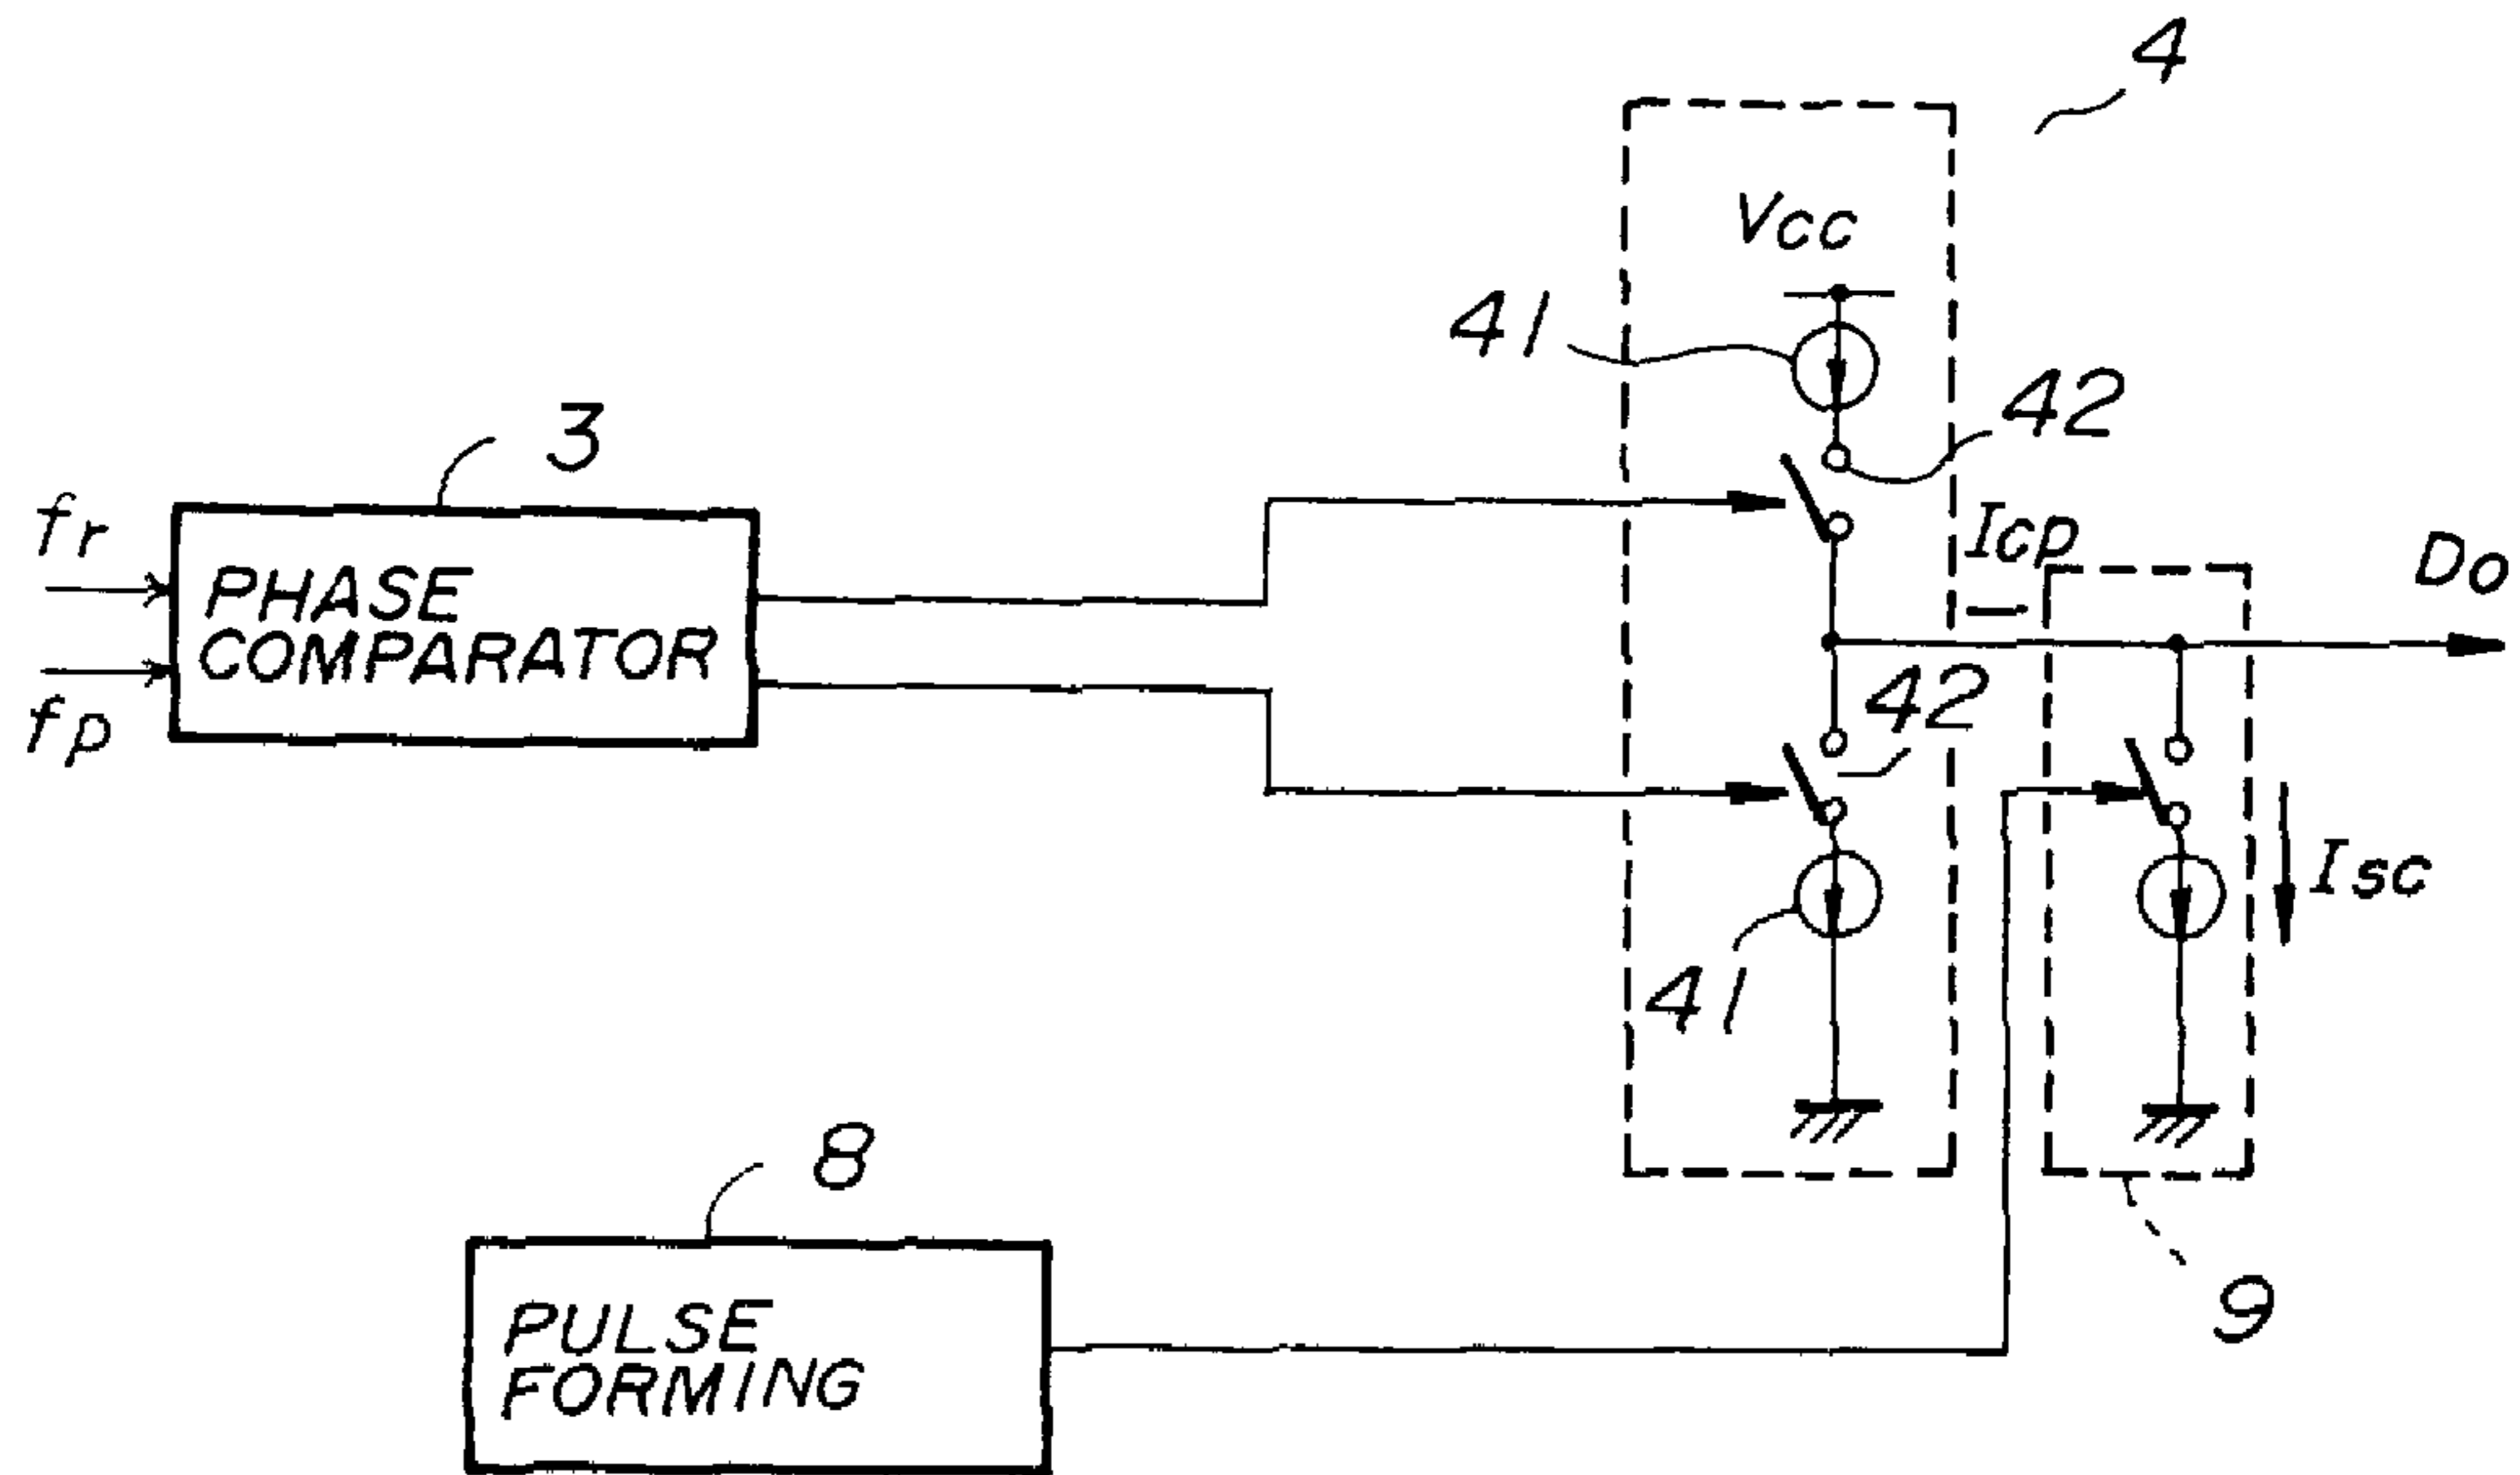 4
Vcc
41
42
3
fr
Icp
Do
PHASE
COMPARATOR
fp
42
Isc
41
8
9
PULSE
FORMING